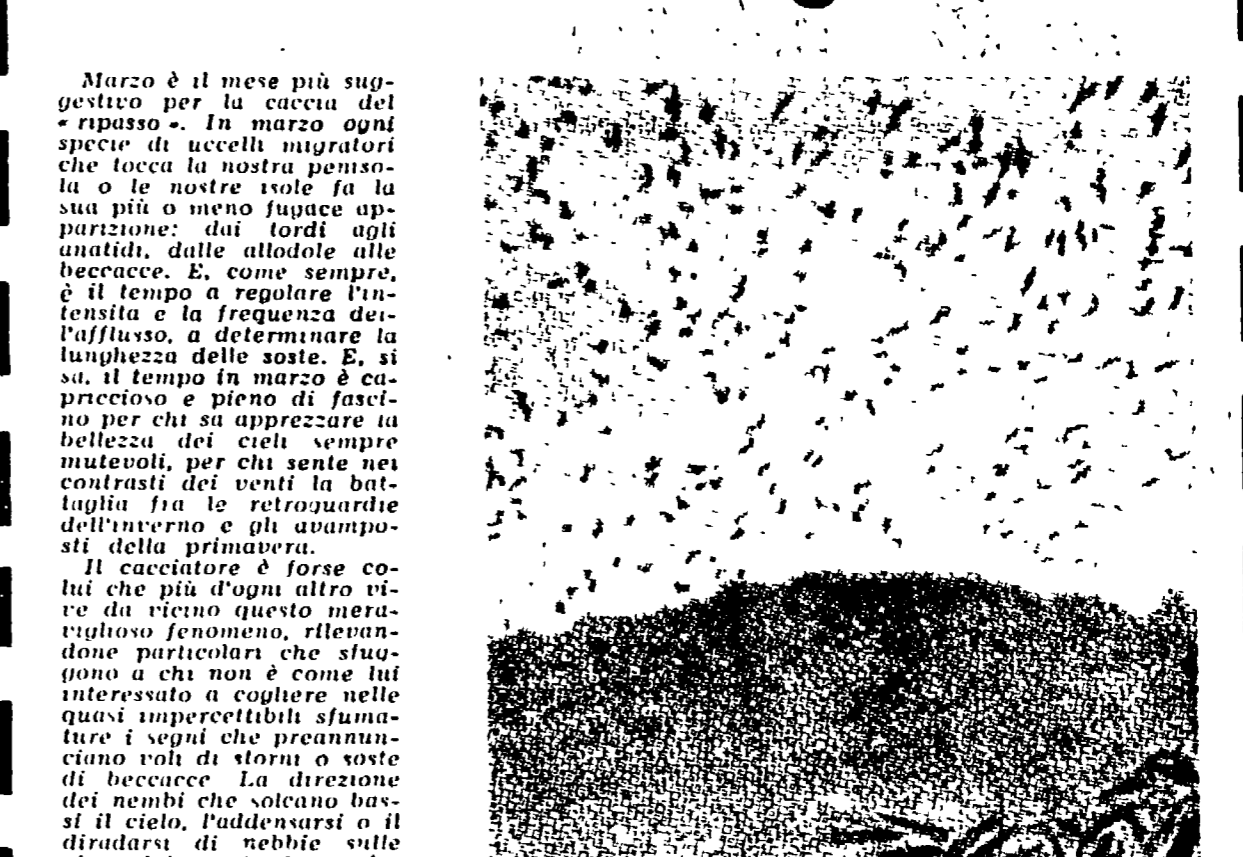 Marzo è il mese più sug-
gestivo per la caccia del
« ripasso ». In marzo ogni
specie di uccelli migratori
che tocca la nostra peniso-
la o le nostre isole fa la
sua più o meno fugace ap-
parizione: dai tordi agli
anatidi, dalle allodole alle
beccacce. E, come sempre,
è il tempo a regolare l'in-
tensita e la frequenza del-
l'afflusso, a determinare la
lunghezza delle soste. E, si
sa, il tempo in marzo è ca-
priccioso e pieno di fasci-
no per chi sa apprezzare la
bellezza dei cieli sempre
mutevoli, per chi sente nei
contrasti dei venti la bat-
taglia fra le retroguardie
dell'inverno e gli avampo-
sti della primavera.
Il cacciatore è forse co-
lui che più d'ogni altro vi-
ve da vicino questo mera-
viglioso fenomeno, rilevan-
done particolari che sfug-
gono a chi non è come lui
interessato a cogliere nelle
quasi impercettibili sfuma-
ture i segni che preannun-
ciano voli di storni o soste
di beccacce La direzione
dei nembi che solcano bas-
si il cielo, l'addensarsi o il
diradarsi di nebbie sulle